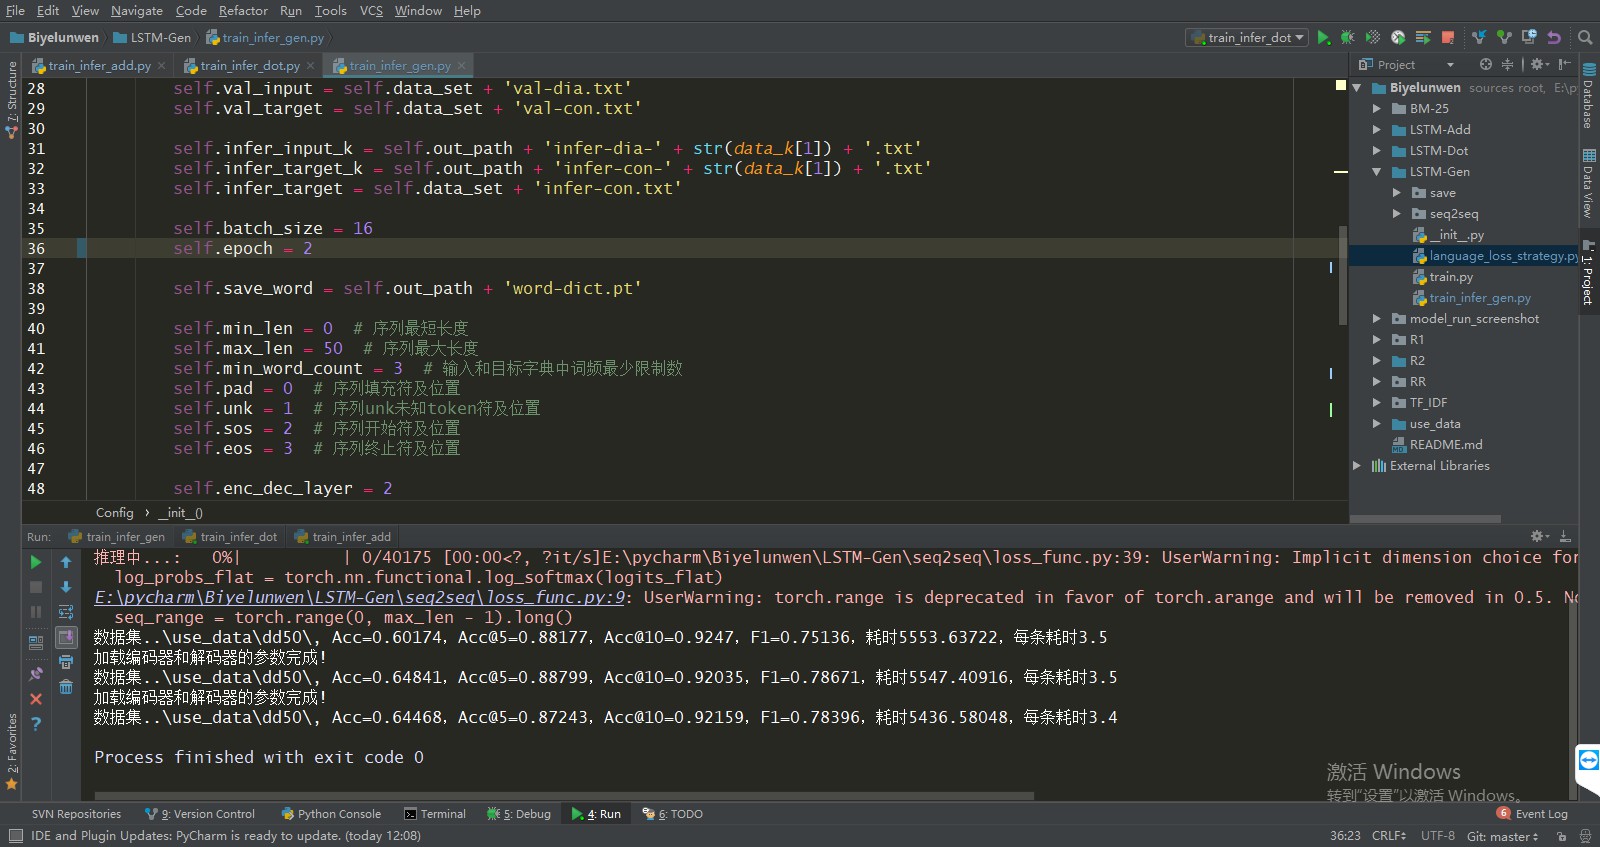 File Edit View Navigate Code Refactor Run Tools VCS Window Help
Biyelunwen LSTM-Gen train_infer_gen.py train_infer_dot
train_infer_add.py train_infer_dot.py train_infer_gen.py
28 self.val_input = self.data_set + 'val-dia.txt'
29 self.val_target = self.data_set + 'val-con.txt'
30
31 self.infer_input_k = self.out_path + 'infer-dia-' + str(data_k[1]) + '.txt'
32 self.infer_target_k = self.out_path + 'infer-con-' + str(data_k[1]) + '.txt'
33 self.infer_target = self.data_set + 'infer-con.txt'
34
35 self.batch_size = 16
36 self.epoch = 2
37
38 self.save_word = self.out_path + 'word-dict.pt'
39
40 self.min_len = 0 # 序列最短长度
41 self.max_len = 50 # 序列最大长度
42 self.min_word_count = 3 # 输入和目标字典中词频最少限制数
43 self.pad = 0 # 序列填充符及位置
44 self.unk = 1 # 序列unk未知token符及位置
45 self.sos = 2 # 序列开始符及位置
46 self.eos = 3 # 序列终止符及位置
47
48 self.enc_dec_layer = 2
Config › __init__()
Project
Biyelunwen sources root, E:\py
BM-25
LSTM-Add
LSTM-Dot
LSTM-Gen
save
seq2seq
__init__.py
language_loss_strategy.py
train.py
train_infer_gen.py
model_run_screenshot
R1
R2
RR
TF_IDF
use_data
README.md
External Libraries
7: Structure
2: Favorites
Database
Data View
1: Project
Run: train_infer_gen train_infer_dot train_infer_add
推理中...: 0%| | 0/40175 [00:00<?, ?it/s]E:\pycharm\Biyelunwen\LSTM-Gen\seq2seq\loss_func.py:39: UserWarning: Implicit dimension choice for
log_probs_flat = torch.nn.functional.log_softmax(logits_flat)
E:\pycharm\Biyelunwen\LSTM-Gen\seq2seq\loss_func.py:9: UserWarning: torch.range is deprecated in favor of torch.arange and will be removed in 0.5. No
seq_range = torch.range(0, max_len - 1).long()
数据集..\use_data\dd50\, Acc=0.60174, Acc@5=0.88177, Acc@10=0.9247, F1=0.75136, 耗时5553.63722, 每条耗时3.5
加载编码器和解码器的参数完成!
数据集..\use_data\dd50\, Acc=0.64841, Acc@5=0.88799, Acc@10=0.92035, F1=0.78671, 耗时5547.40916, 每条耗时3.5
加载编码器和解码器的参数完成!
数据集..\use_data\dd50\, Acc=0.64468, Acc@5=0.87243, Acc@10=0.92159, F1=0.78396, 耗时5436.58048, 每条耗时3.4
Process finished with exit code 0
激活 Windows
转到“设置”以激活 Windows。
SVN Repositories 9: Version Control Python Console Terminal 5: Debug 4: Run 6: TODO 6 Event Log
IDE and Plugin Updates: PyCharm is ready to update. (today 12:08) 36:23 CRLF UTF-8 Git: master